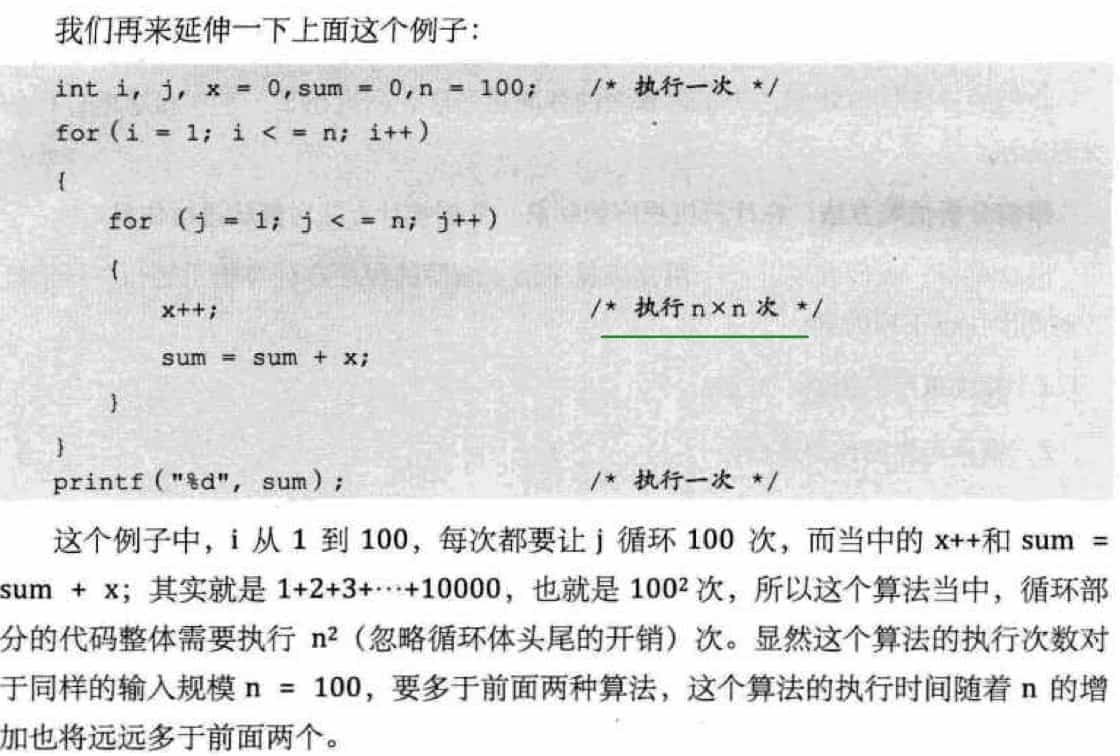 我们再来延伸一下上面这个例子：
int i, j, x = 0,sum = 0,n = 100; /* 执行一次 */
for(i = 1; i < = n; i++)
{
for (j = 1; j < = n; j++)
{
x++; /* 执行 n×n 次 */
sum = sum + x;
}
}
printf("%d", sum); /* 执行一次 */
这个例子中，i 从 1 到 100，每次都要让 j 循环 100 次，而当中的 x++和 sum =
sum + x；其实就是 1+2+3+…+10000，也就是 100² 次，所以这个算法当中，循环部
分的代码整体需要执行 n²（忽略循环体头尾的开销）次。显然这个算法的执行次数对
于同样的输入规模 n = 100，要多于前面两种算法，这个算法的执行时间随着 n 的增
加也将远远多于前面两个。